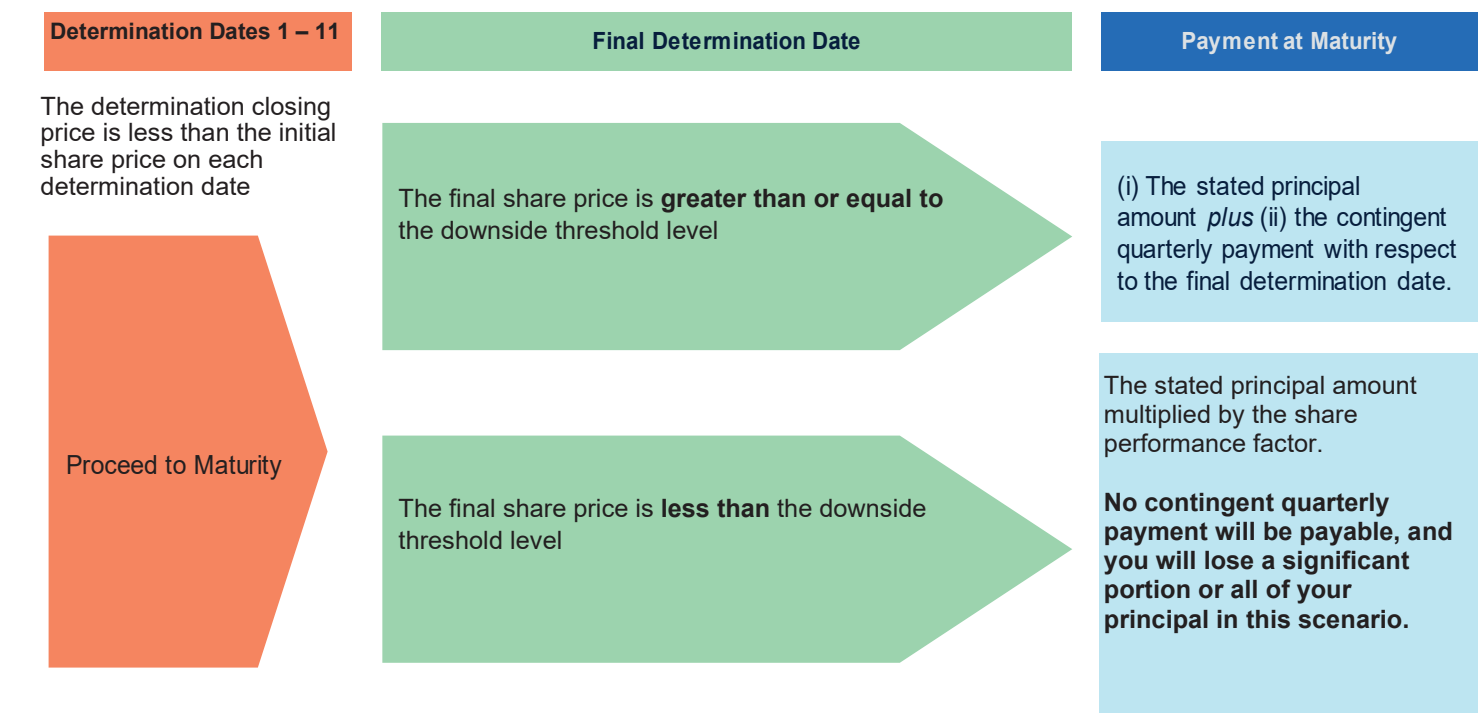 Determination Dates 1 – 11
Final Determination Date
Payment at Maturity
The determination closing
price is less than the initial
share price on each
determination date
Proceed to Maturity
The final share price is greater than or equal to
the downside threshold level
(i) The stated principal
amount plus (ii) the contingent
quarterly payment with respect
to the final determination date.
The final share price is less than the downside
threshold level
The stated principal amount
multiplied by the share
performance factor.
No contingent quarterly
payment will be payable, and
you will lose a significant
portion or all of your
principal in this scenario.